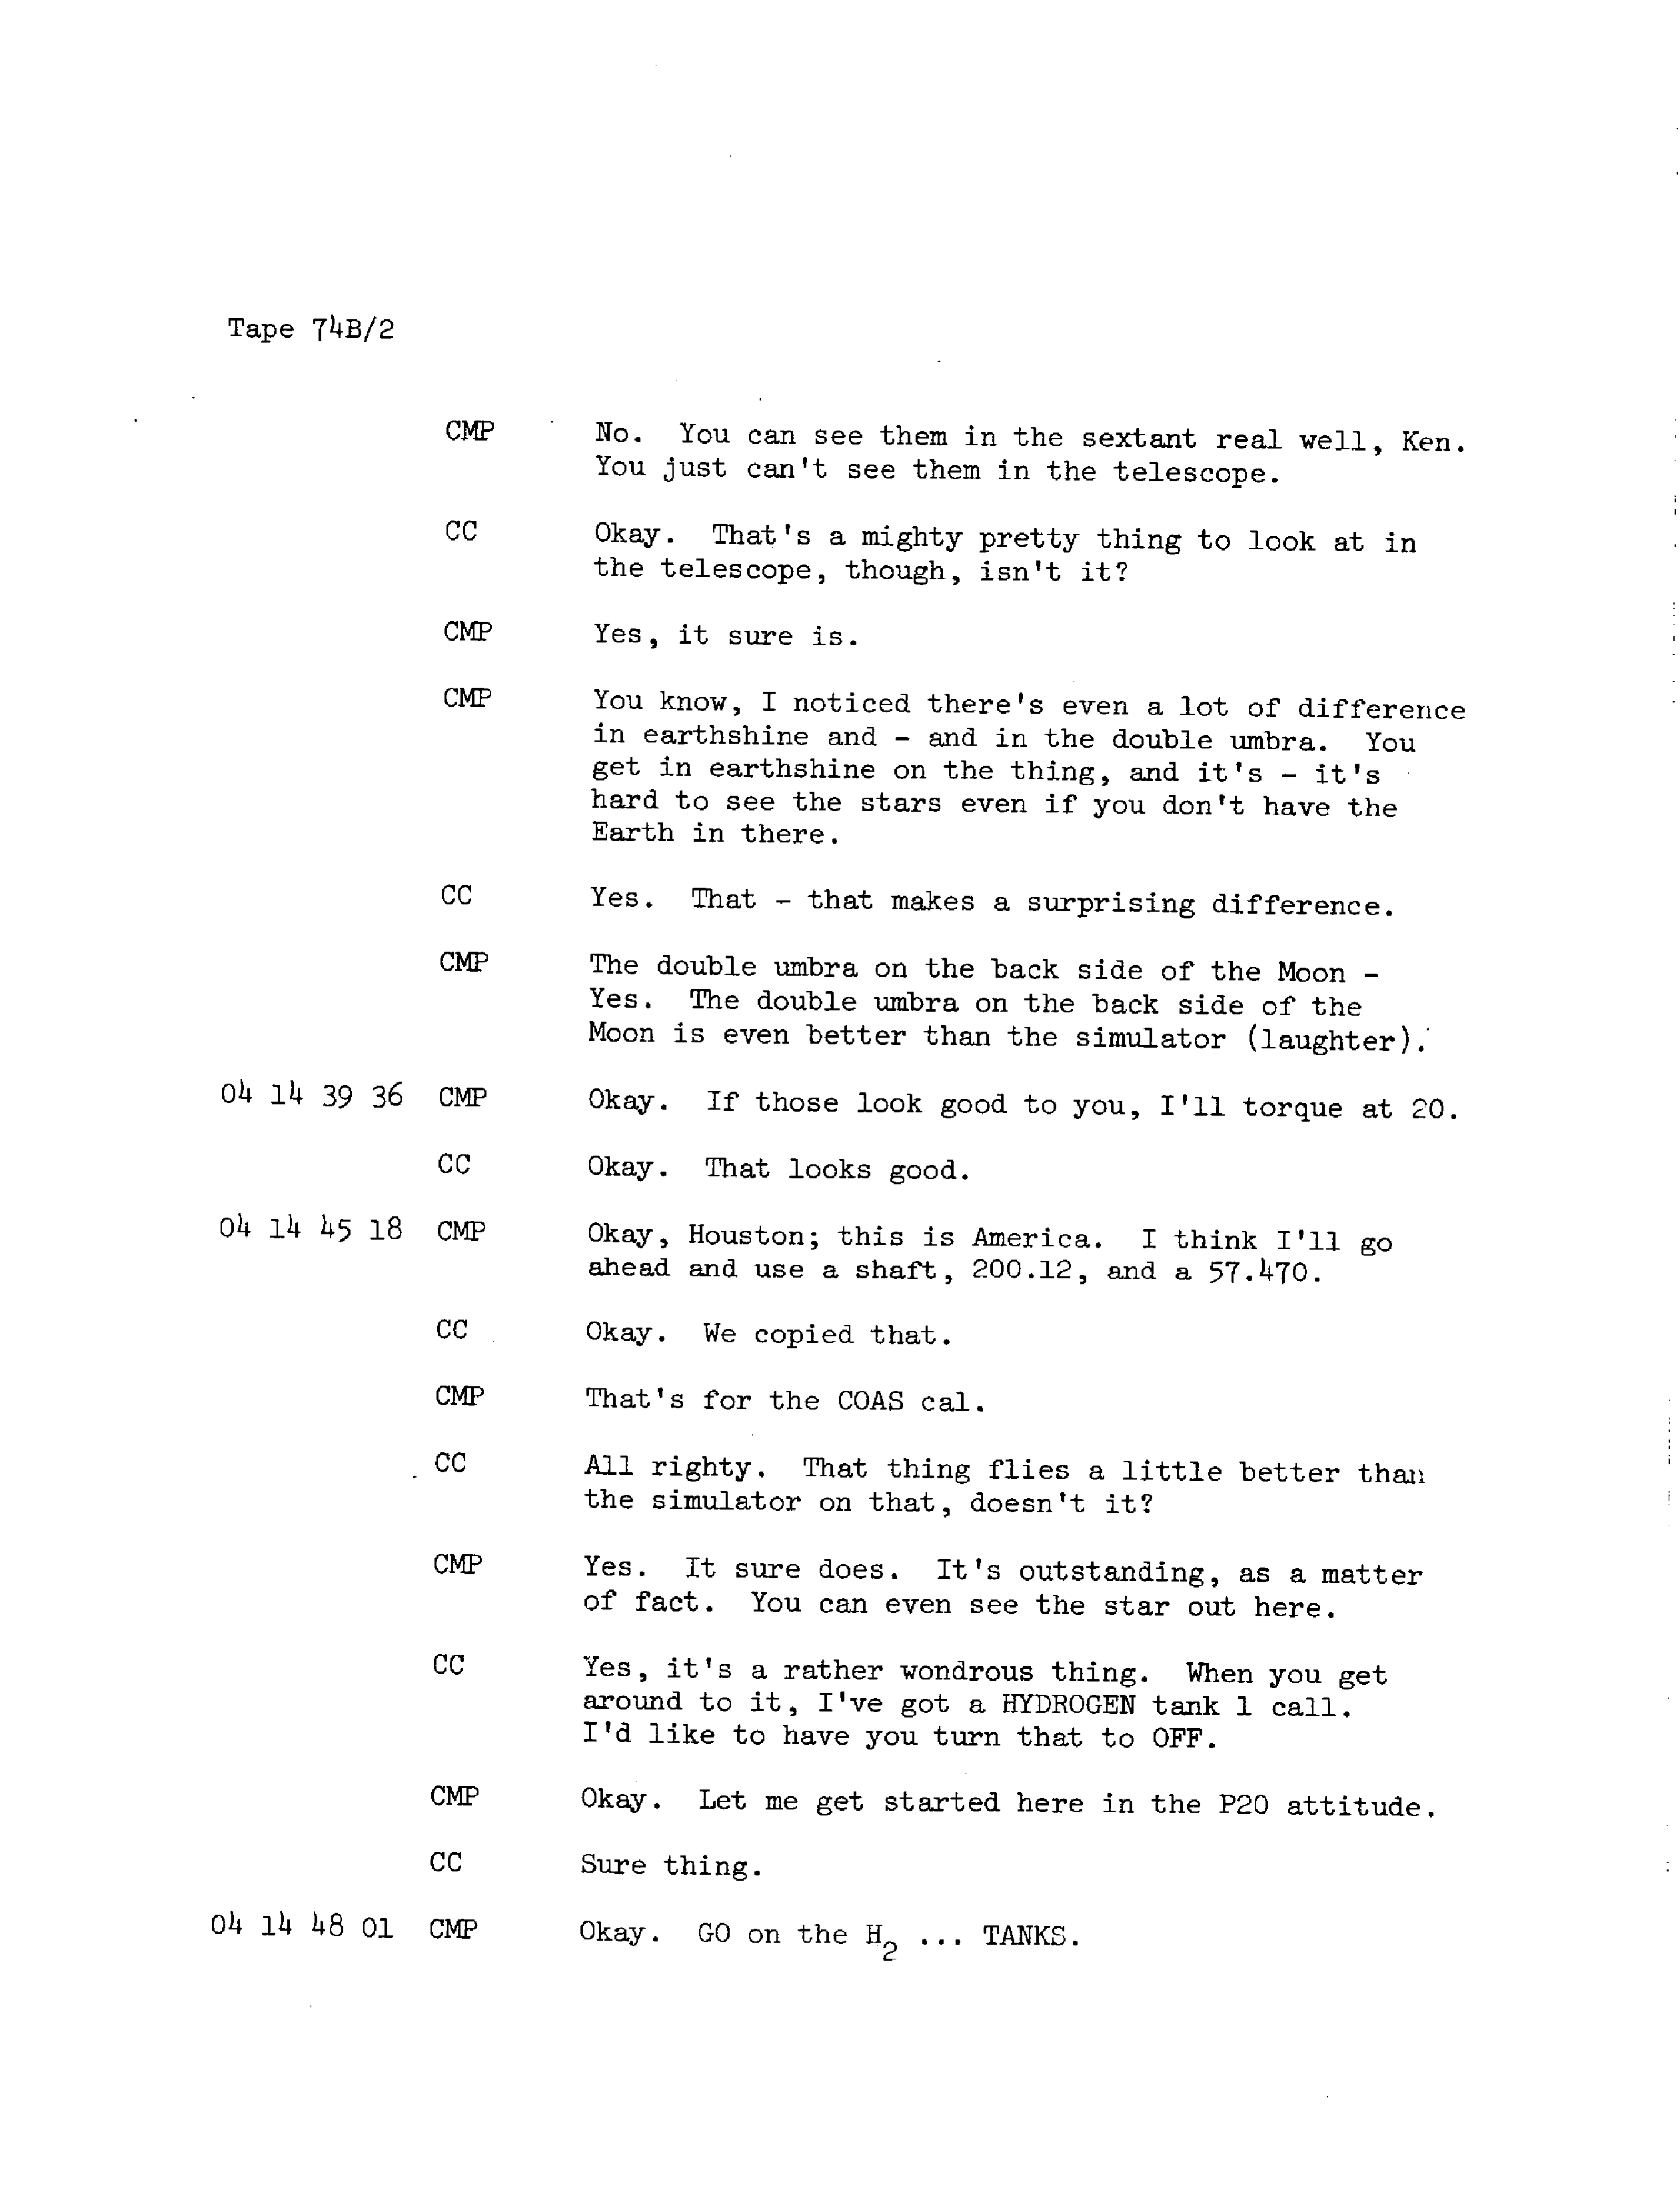 Tape 74B/2
CMP No. You can see them in the sextant real well, Ken.
You just can't see them in the telescope.
CC Okay. That's a mighty pretty thing to look at in
the telescope, though, isn't it?
CMP Yes, it sure is.
CMP You know, I noticed there's even a lot of difference
in earthshine and - and in the double umbra. You
get in earthshine on the thing, and it's - it's
hard to see the stars even if you don't have the
Earth in there.
CC Yes. That - that makes a surprising difference.
CMP The double umbra on the back side of the Moon -
Yes. The double umbra on the back side of the
Moon is even better than the simulator (laughter).
04 14 39 36 CMP Okay. If those look good to you, I'll torque at 20.
CC Okay. That looks good.
04 14 45 18 CMP Okay, Houston; this is America. I think I'll go
ahead and use a shaft, 200.12, and a 57.470.
CC Okay. We copied that.
CMP That's for the COAS cal.
CC All righty. That thing flies a little better than
the simulator on that, doesn't it?
CMP Yes. It sure does. It's outstanding, as a matter
of fact. You can even see the star out here.
CC Yes, it's a rather wondrous thing. When you get
around to it, I've got a HYDROGEN tank 1 call.
I'd like to have you turn that to OFF.
CMP Okay. Let me get started here in the P20 attitude.
CC Sure thing.
04 14 48 01 CMP Okay. GO on the H2 ... TANKS.